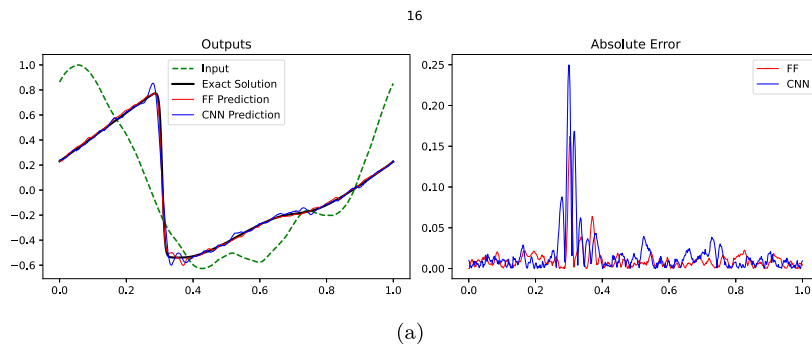 16
Outputs
Absolute Error
1.0
0.8
0.6
0.4
0.2
0.0
−0.2
−0.4
−0.6
Input
Exact Solution
FF Prediction
CNN Prediction
0.0 0.2 0.4 0.6 0.8 1.0
0.25
0.20
0.15
0.10
0.05
0.00
FF
CNN
0.0 0.2 0.4 0.6 0.8 1.0
(a)